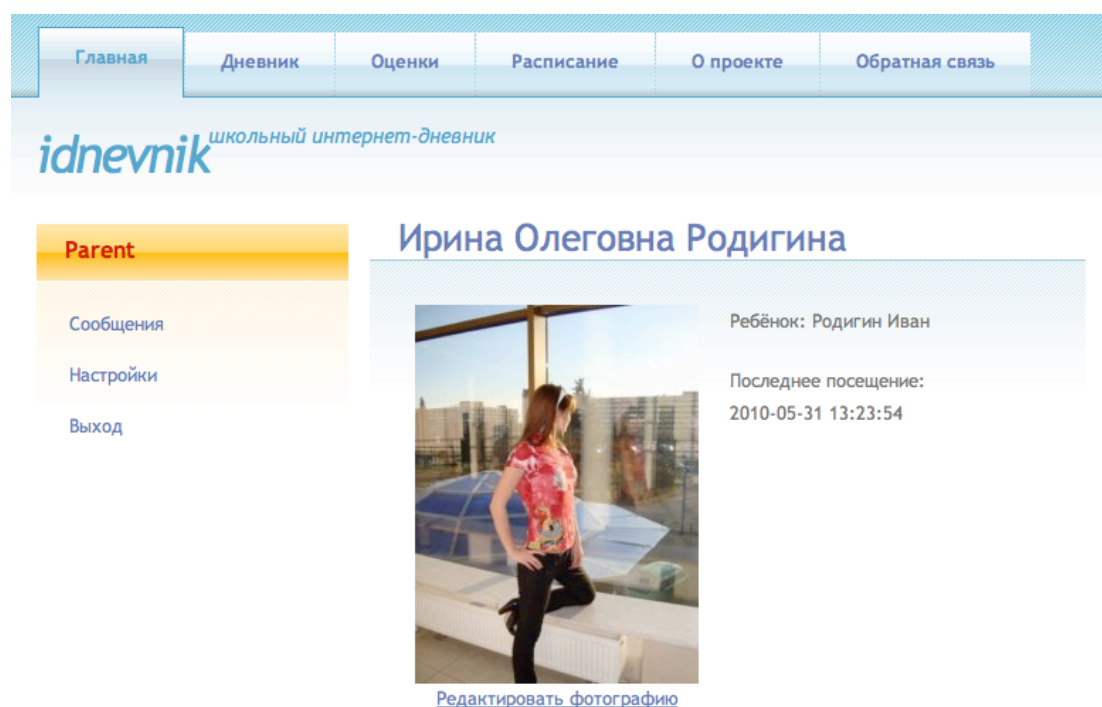 Главная Дневник Оценки Расписание О проекте Обратная связь
idnevnik школьный интернет-дневник
Parent
Сообщения
Настройки
Выход
Ирина Олеговна Родигина
Ребёнок: Родигин Иван
Последнее посещение:
2010-05-31 13:23:54
Редактировать фотографию